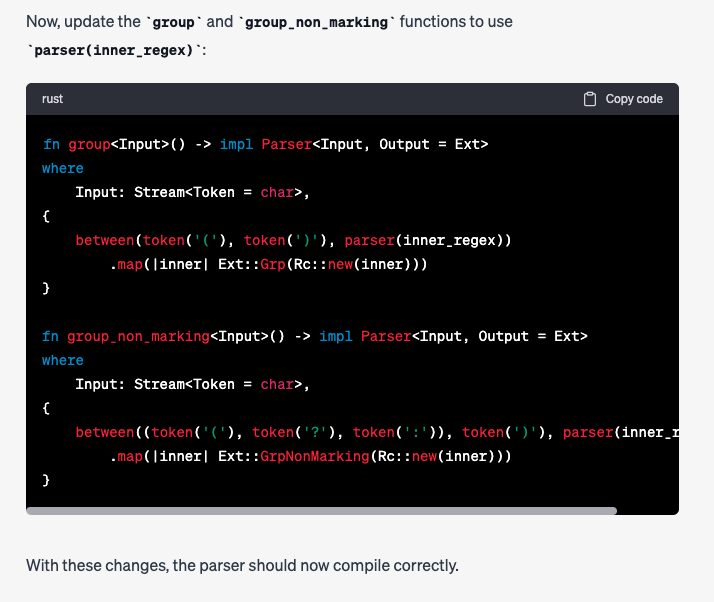 Now, update the `group` and `group_non_marking` functions to use
`parser(inner_regex)`:
rust
Copy code
fn group<Input>() -> impl Parser<Input, Output = Ext>
where
    Input: Stream<Token = char>,
{
    between(token('('), token(')'), parser(inner_regex))
        .map(|inner| Ext::Grp(Rc::new(inner)))
}

fn group_non_marking<Input>() -> impl Parser<Input, Output = Ext>
where
    Input: Stream<Token = char>,
{
    between((token('('), token('?'), token(':')), token(')'), parser(inner_r
        .map(|inner| Ext::GrpNonMarking(Rc::new(inner)))
}
With these changes, the parser should now compile correctly.